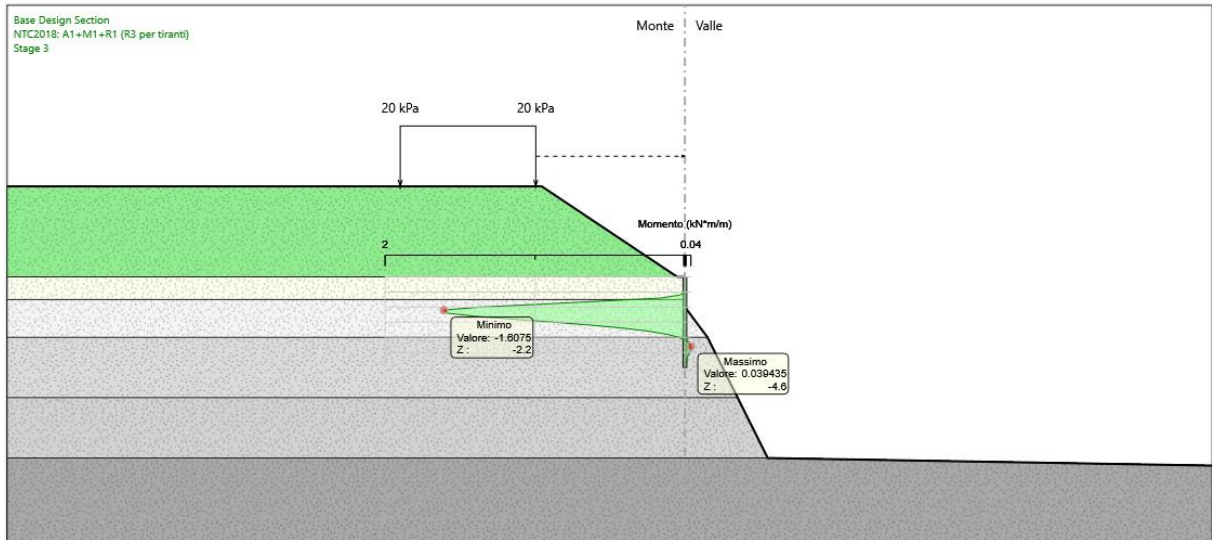 Base Design Section
NTC2018: A1+M1+R1 (R3 per tiranti)
Stage 3
Monte
Valle
20 kPa
20 kPa
Momento (kN*m/m)
2
0.04
Minimo
Valore: -1.6075
Z : -2.2
Massimo
Valore: 0.039435
Z : -4.6